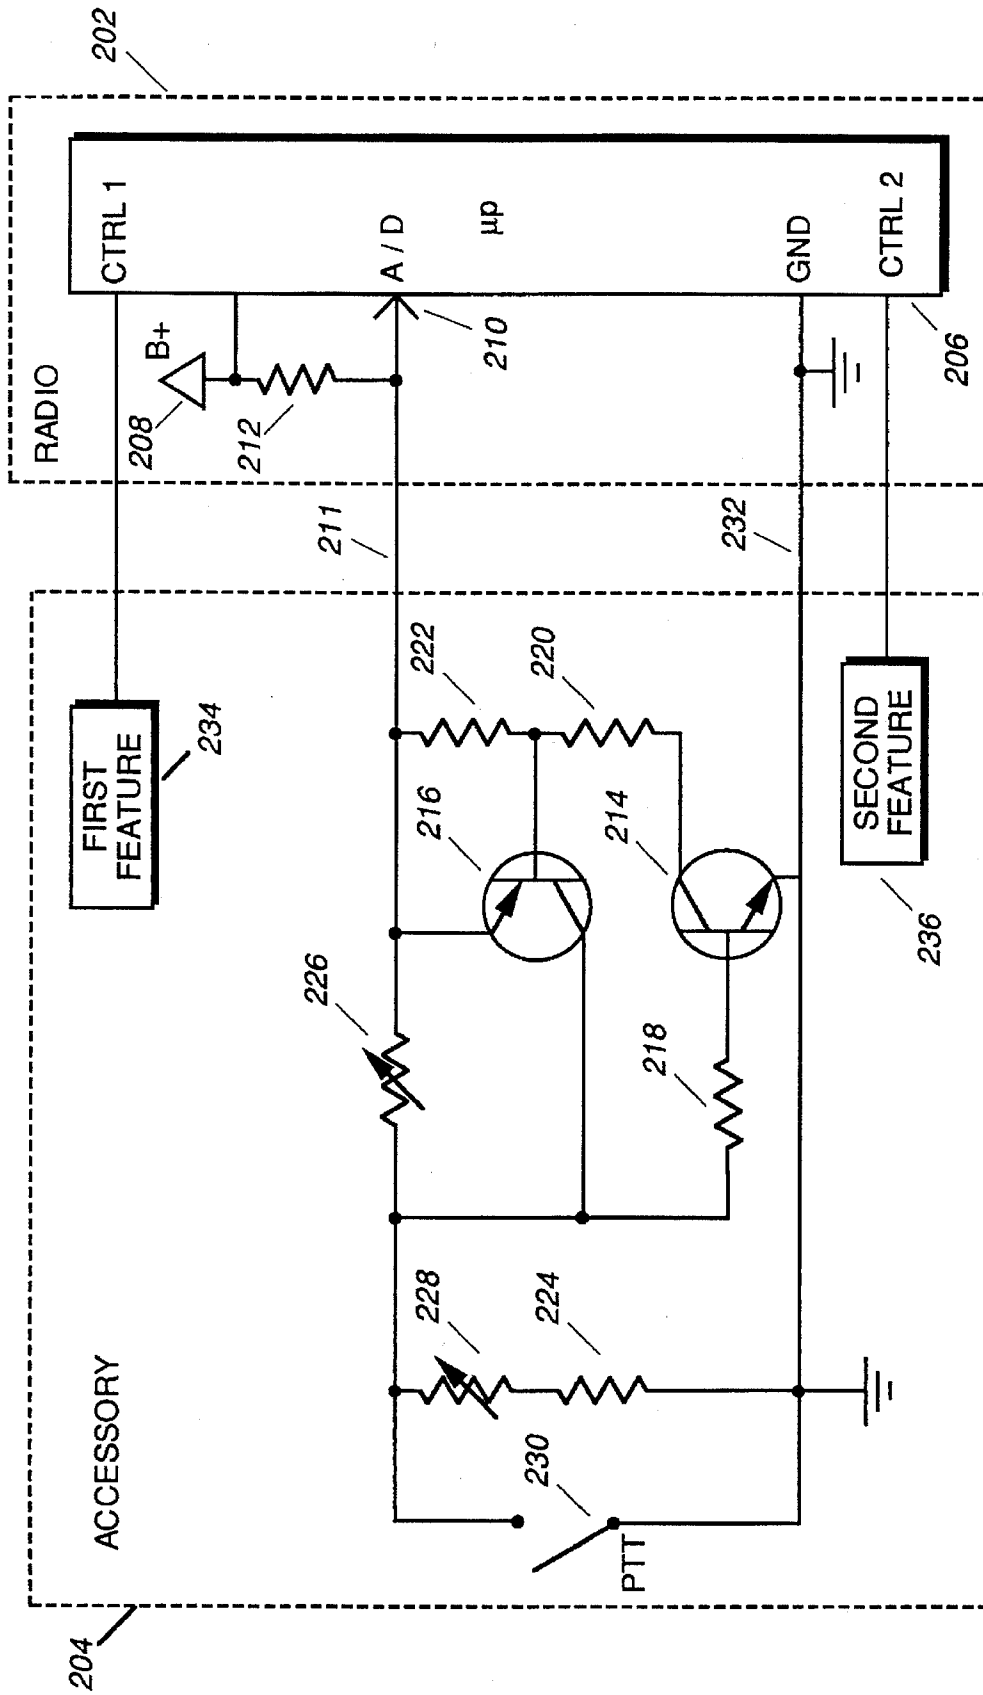 202
RADIO
CTRL 1
B+
208
212
A / D
210
µp
GND
CTRL 2
206
211
232
FIRST
FEATURE
234
222
220
216
214
SECOND
FEATURE
236
226
218
228
224
230
PTT
ACCESSORY
204